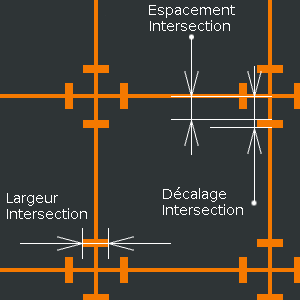 Espacement
Intersection
Largeur
Intersection
Décalage
Intersection